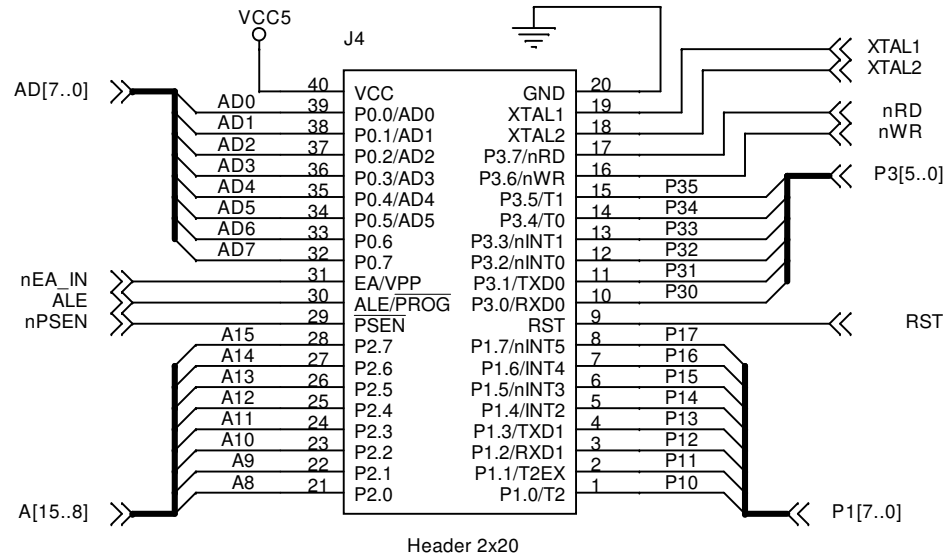 VCC5
J4
XTAL1
XTAL2
AD[7..0]
nRD
nWR
P3[5..0]
nEA_IN
ALE
nPSEN
RST
A[15..8]
P1[7..0]
40 VCC GND 20
AD0 39 P0.0/AD0 XTAL1 19
AD1 38 P0.1/AD1 XTAL2 18
AD2 37 P0.2/AD2 P3.7/nRD 17
AD3 36 P0.3/AD3 P3.6/nWR 16
AD4 35 P0.4/AD4 P3.5/T1 15 P35
AD5 34 P0.5/AD5 P3.4/T0 14 P34
AD6 33 P0.6 P3.3/nINT1 13 P33
AD7 32 P0.7 P3.2/nINT0 12 P32
31 EA/VPP P3.1/TXD0 11 P31
30 ALE/PROG P3.0/RXD0 10 P30
29 PSEN RST 9
A15 28 P2.7 P1.7/nINT5 8 P17
A14 27 P2.6 P1.6/INT4 7 P16
A13 26 P2.5 P1.5/nINT3 6 P15
A12 25 P2.4 P1.4/INT2 5 P14
A11 24 P2.3 P1.3/TXD1 4 P13
A10 23 P2.2 P1.2/RXD1 3 P12
A9 22 P2.1 P1.1/T2EX 2 P11
A8 21 P2.0 P1.0/T2 1 P10
Header 2x20